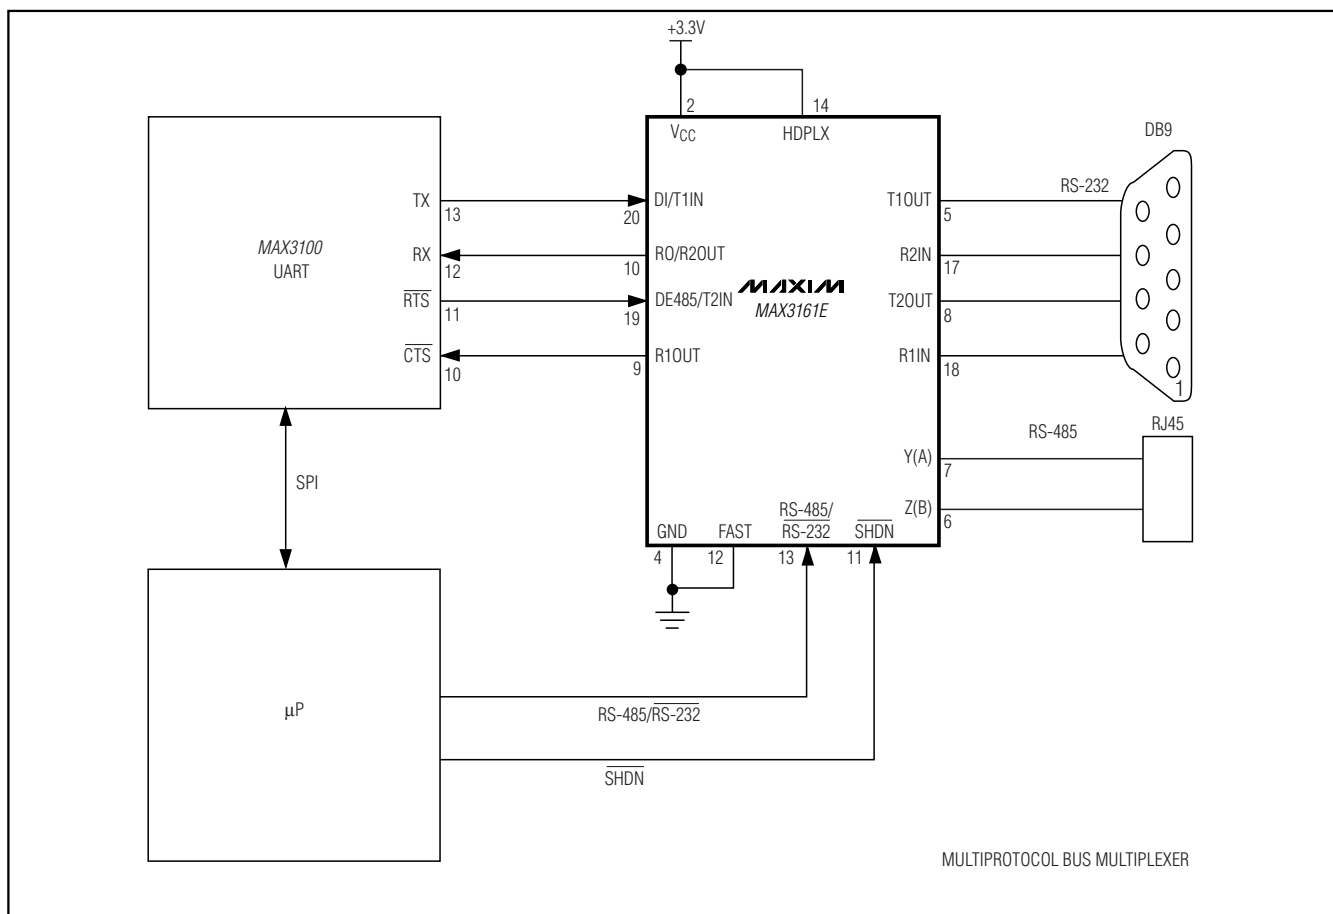 +3.3V
2
14
VCC
HDPLX
DB9
TX
13
20
DI/T1IN
T1OUT
5
RS-232
MAX3100
UART
RX
12
10
RO/R2OUT
R2IN
17
MAXIM
MAX3161E
RTS
11
19
DE485/T2IN
T2OUT
8
CTS
10
9
R1OUT
R1IN
18
1
RJ45
RS-485
Y(A)
7
Z(B)
6
SPI
GND
FAST
RS-485/
RS-232
SHDN
4
12
13
11
µP
RS-485/RS-232
SHDN
MULTIPROTOCOL BUS MULTIPLEXER